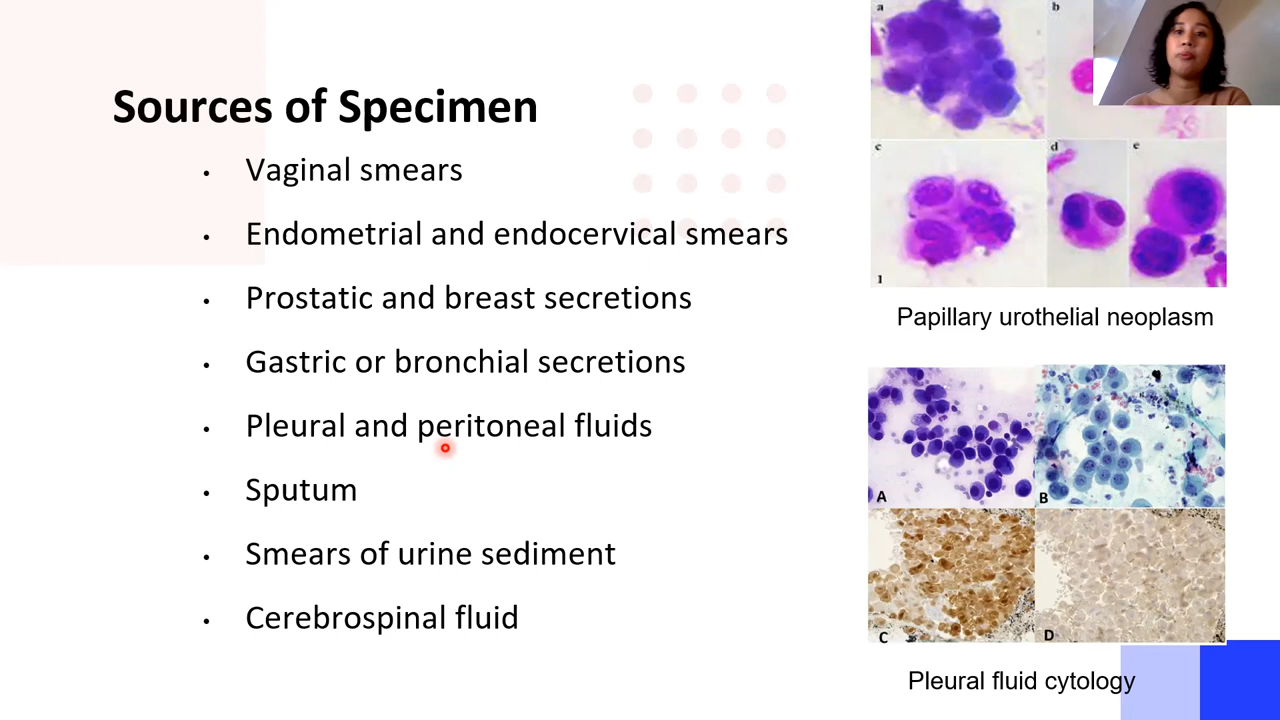 Sources of Specimen
• Vaginal smears
• Endometrial and endocervical smears
• Prostatic and breast secretions
• Gastric or bronchial secretions
• Pleural and peritoneal fluids
• Sputum
• Smears of urine sediment
• Cerebrospinal fluid
a
b
c
d
e
1
Papillary urothelial neoplasm
A
B
C
D
Pleural fluid cytology